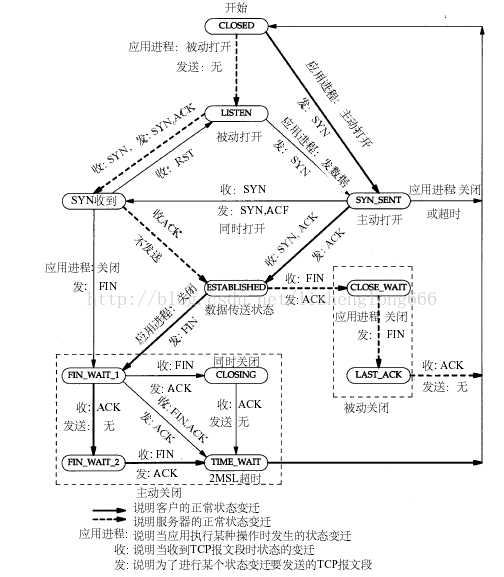 开始
CLOSED
应用进程：被动打开
发送：无
应用进程：主动打开
发：SYN
LISTEN
被动打开
收：SYN，发：SYN,ACK
收：RST
应用进程：发数据
发：SYN
SYN收到
收：SYN
发：SYN,ACF
同时打开
SYN_SENT
主动打开
应用进程 关闭
或超时
收,ACK
不发送
收：SYN, ACK
发：ACK
应用进程：关闭
发：FIN
ESTABLISHED
数据传送状态
收：FIN
发：ACK
CLOSE_WAIT
应用进程 关闭
发：FIN
LAST_ACK
收：ACK
发送：无
被动关闭
应用进程：关闭
发：FIN
FIN_WAIT_1
收：FIN
发：ACK
同时关闭
CLOSING
收：ACK
发送：无
收：FIN,ACK
发：ACK
收：ACK
发送：无
FIN_WAIT_2
收：FIN
发：ACK
TIME_WAIT
2MSL超时
主动关闭
说明客户的正常状态变迁
说明服务器的正常状态变迁
应用进程：说明当应用执行某种操作时发生的状态变迁
收：说明当收到TCP报文段时状态的变迁
发：说明为了进行某个状态变迁要发送的TCP报文段